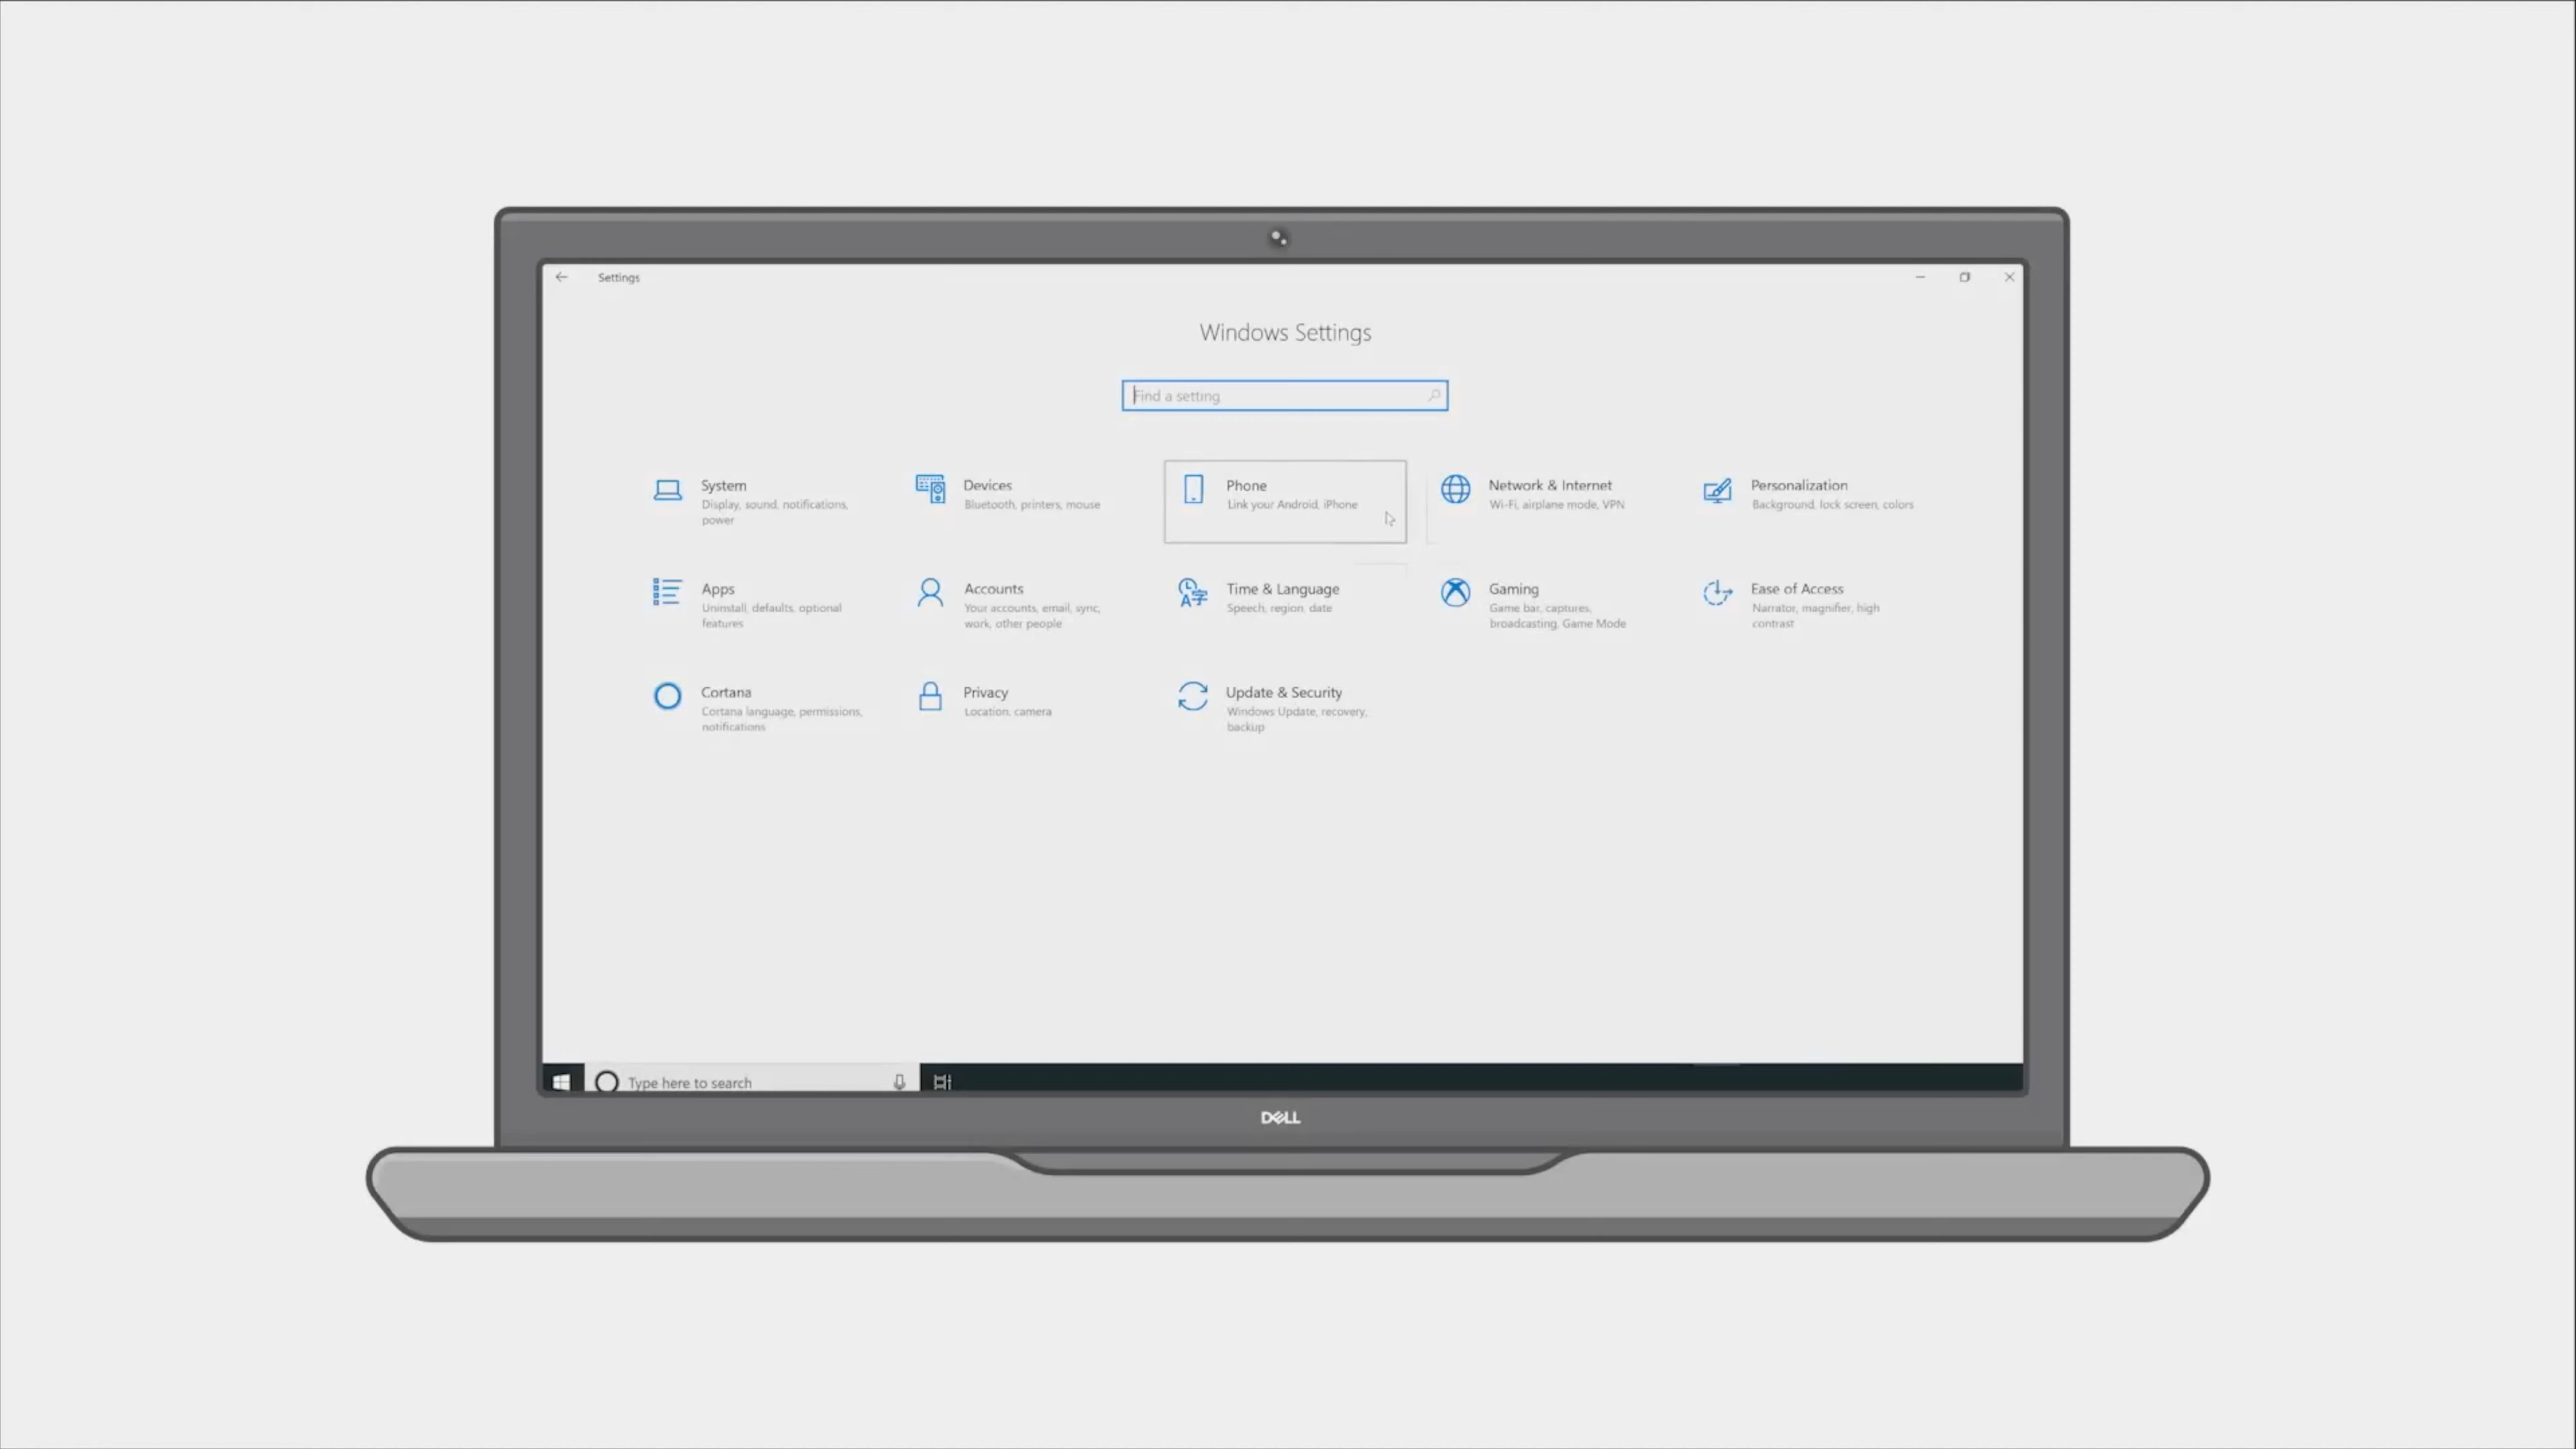 Settings
Windows Settings
Find a setting
System
Display, sound, notifications,
power
Devices
Bluetooth, printers, mouse
Phone
Link your Android, iPhone
Network & Internet
Wi-Fi, airplane mode, VPN
Personalization
Background, lock screen, colors
Apps
Uninstall, defaults, optional
features
Accounts
Your accounts, email, sync,
work, other people
Time & Language
Speech, region, date
Gaming
Game bar, captures,
broadcasting, Game Mode
Ease of Access
Narrator, magnifier, high
contrast
Cortana
Cortana language, permissions,
notifications
Privacy
Location, camera
Update & Security
Windows Update, recovery,
backup
Type here to search
DELL